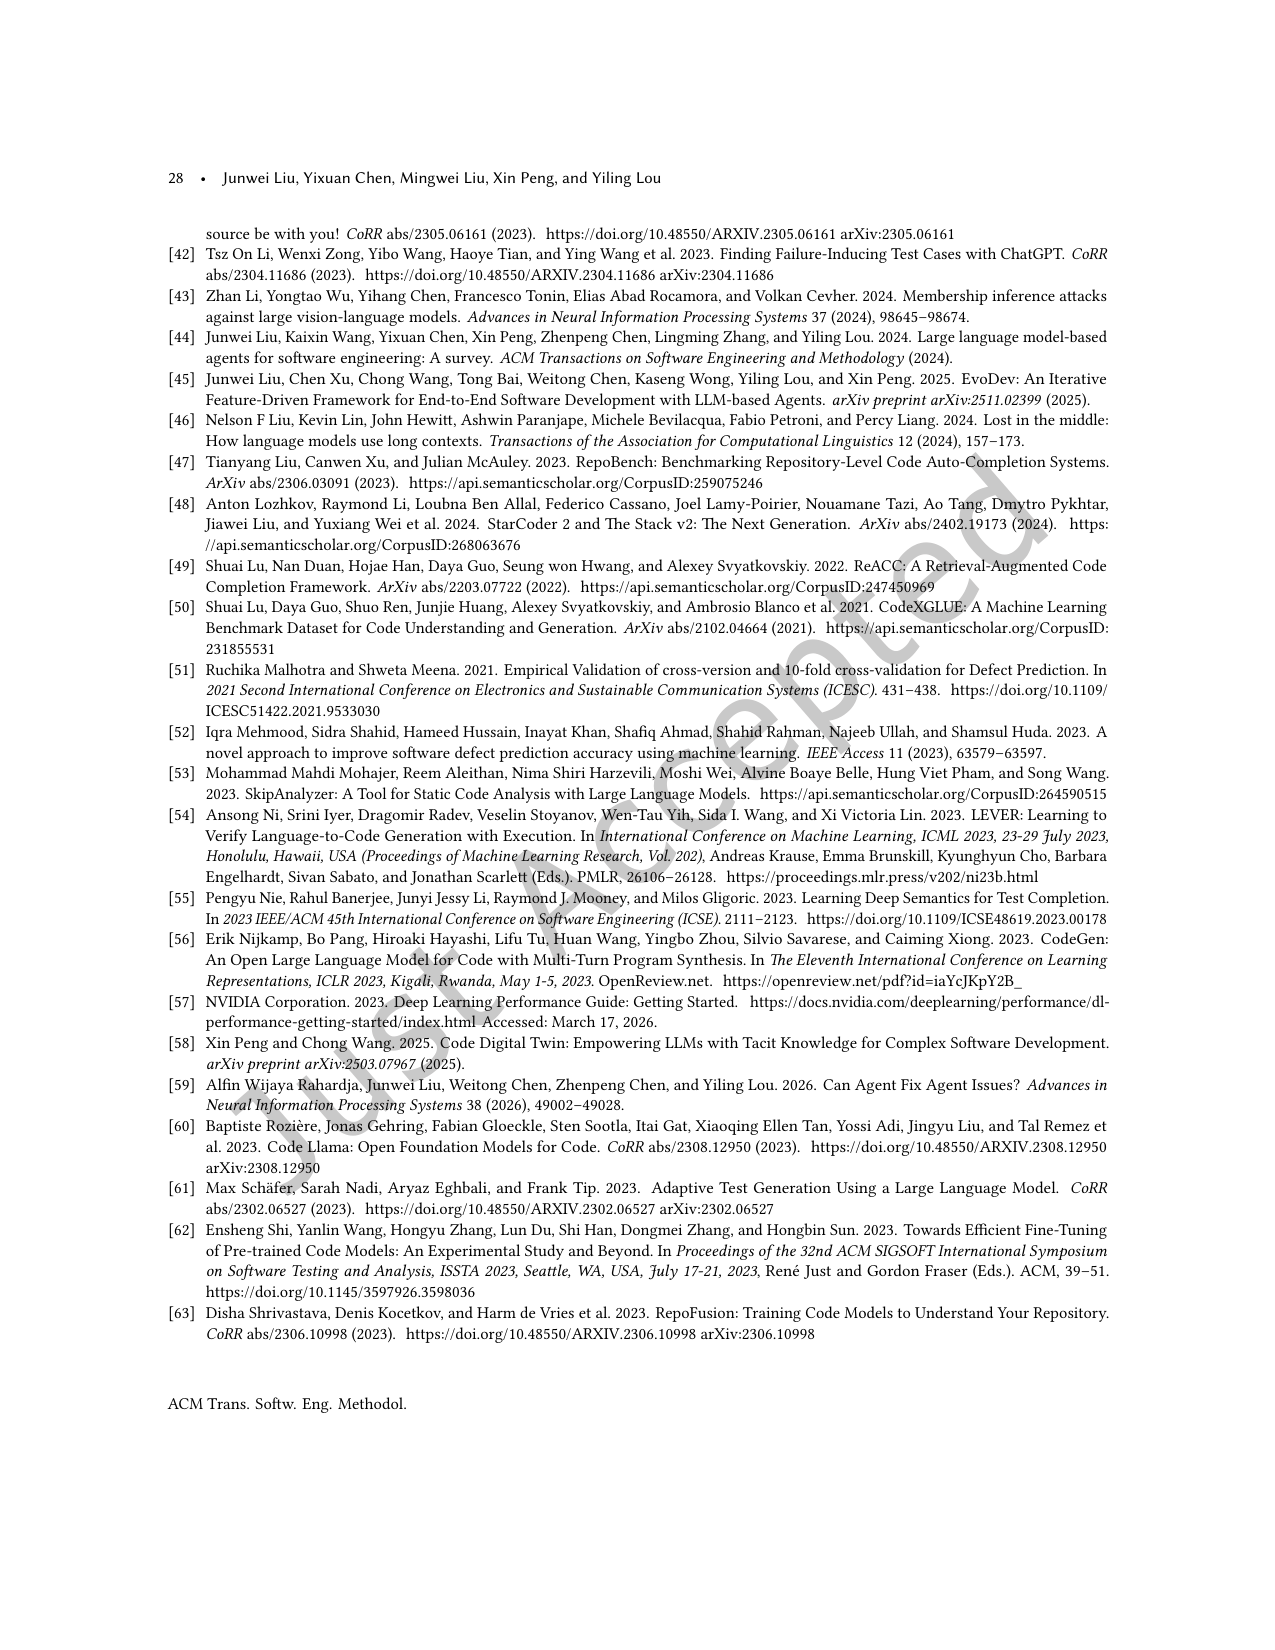 28 • Junwei Liu, Yixuan Chen, Mingwei Liu, Xin Peng, and Yiling Lou
source be with you! CoRR abs/2305.06161 (2023). https://doi.org/10.48550/ARXIV.2305.06161 arXiv:2305.06161
[42] Tsz On Li, Wenxi Zong, Yibo Wang, Haoye Tian, and Ying Wang et al. 2023. Finding Failure-Inducing Test Cases with ChatGPT. CoRR
abs/2304.11686 (2023). https://doi.org/10.48550/ARXIV.2304.11686 arXiv:2304.11686
[43] Zhan Li, Yongtao Wu, Yihang Chen, Francesco Tonin, Elias Abad Rocamora, and Volkan Cevher. 2024. Membership inference attacks
against large vision-language models. Advances in Neural Information Processing Systems 37 (2024), 98645–98674.
[44] Junwei Liu, Kaixin Wang, Yixuan Chen, Xin Peng, Zhenpeng Chen, Lingming Zhang, and Yiling Lou. 2024. Large language model-based
agents for software engineering: A survey. ACM Transactions on Software Engineering and Methodology (2024).
[45] Junwei Liu, Chen Xu, Chong Wang, Tong Bai, Weitong Chen, Kaseng Wong, Yiling Lou, and Xin Peng. 2025. EvoDev: An Iterative
Feature-Driven Framework for End-to-End Software Development with LLM-based Agents. arXiv preprint arXiv:2511.02399 (2025).
[46] Nelson F Liu, Kevin Lin, John Hewitt, Ashwin Paranjape, Michele Bevilacqua, Fabio Petroni, and Percy Liang. 2024. Lost in the middle:
How language models use long contexts. Transactions of the Association for Computational Linguistics 12 (2024), 157–173.
[47] Tianyang Liu, Canwen Xu, and Julian McAuley. 2023. RepoBench: Benchmarking Repository-Level Code Auto-Completion Systems.
ArXiv abs/2306.03091 (2023). https://api.semanticscholar.org/CorpusID:259075246
[48] Anton Lozhkov, Raymond Li, Loubna Ben Allal, Federico Cassano, Joel Lamy-Poirier, Nouamane Tazi, Ao Tang, Dmytro Pykhtar,
Jiawei Liu, and Yuxiang Wei et al. 2024. StarCoder 2 and The Stack v2: The Next Generation. ArXiv abs/2402.19173 (2024). https:
//api.semanticscholar.org/CorpusID:268063676
[49] Shuai Lu, Nan Duan, Hojae Han, Daya Guo, Seung won Hwang, and Alexey Svyatkovskiy. 2022. ReACC: A Retrieval-Augmented Code
Completion Framework. ArXiv abs/2203.07722 (2022). https://api.semanticscholar.org/CorpusID:247450969
[50] Shuai Lu, Daya Guo, Shuo Ren, Junjie Huang, Alexey Svyatkovskiy, and Ambrosio Blanco et al. 2021. CodeXGLUE: A Machine Learning
Benchmark Dataset for Code Understanding and Generation. ArXiv abs/2102.04664 (2021). https://api.semanticscholar.org/CorpusID:
231855531
[51] Ruchika Malhotra and Shweta Meena. 2021. Empirical Validation of cross-version and 10-fold cross-validation for Defect Prediction. In
2021 Second International Conference on Electronics and Sustainable Communication Systems (ICESC). 431–438. https://doi.org/10.1109/
ICESC51422.2021.9533030
[52] Iqra Mehmood, Sidra Shahid, Hameed Hussain, Inayat Khan, Shafiq Ahmad, Shahid Rahman, Najeeb Ullah, and Shamsul Huda. 2023. A
novel approach to improve software defect prediction accuracy using machine learning. IEEE Access 11 (2023), 63579–63597.
[53] Mohammad Mahdi Mohajer, Reem Aleithan, Nima Shiri Harzevili, Moshi Wei, Alvine Boaye Belle, Hung Viet Pham, and Song Wang.
2023. SkipAnalyzer: A Tool for Static Code Analysis with Large Language Models. https://api.semanticscholar.org/CorpusID:264590515
[54] Ansong Ni, Srini Iyer, Dragomir Radev, Veselin Stoyanov, Wen-Tau Yih, Sida I. Wang, and Xi Victoria Lin. 2023. LEVER: Learning to
Verify Language-to-Code Generation with Execution. In International Conference on Machine Learning, ICML 2023, 23-29 July 2023,
Honolulu, Hawaii, USA (Proceedings of Machine Learning Research, Vol. 202), Andreas Krause, Emma Brunskill, Kyunghyun Cho, Barbara
Engelhardt, Sivan Sabato, and Jonathan Scarlett (Eds.). PMLR, 26106–26128. https://proceedings.mlr.press/v202/ni23b.html
[55] Pengyu Nie, Rahul Banerjee, Junyi Jessy Li, Raymond J. Mooney, and Milos Gligoric. 2023. Learning Deep Semantics for Test Completion.
In 2023 IEEE/ACM 45th International Conference on Software Engineering (ICSE). 2111–2123. https://doi.org/10.1109/ICSE48619.2023.00178
[56] Erik Nijkamp, Bo Pang, Hiroaki Hayashi, Lifu Tu, Huan Wang, Yingbo Zhou, Silvio Savarese, and Caiming Xiong. 2023. CodeGen:
An Open Large Language Model for Code with Multi-Turn Program Synthesis. In The Eleventh International Conference on Learning
Representations, ICLR 2023, Kigali, Rwanda, May 1-5, 2023. OpenReview.net. https://openreview.net/pdf?id=iaYcJKpY2B_
[57] NVIDIA Corporation. 2023. Deep Learning Performance Guide: Getting Started. https://docs.nvidia.com/deeplearning/performance/dl-
performance-getting-started/index.html Accessed: March 17, 2026.
[58] Xin Peng and Chong Wang. 2025. Code Digital Twin: Empowering LLMs with Tacit Knowledge for Complex Software Development.
arXiv preprint arXiv:2503.07967 (2025).
[59] Alfin Wijaya Rahardja, Junwei Liu, Weitong Chen, Zhenpeng Chen, and Yiling Lou. 2026. Can Agent Fix Agent Issues? Advances in
Neural Information Processing Systems 38 (2026), 49002–49028.
[60] Baptiste Rozière, Jonas Gehring, Fabian Gloeckle, Sten Sootla, Itai Gat, Xiaoqing Ellen Tan, Yossi Adi, Jingyu Liu, and Tal Remez et
al. 2023. Code Llama: Open Foundation Models for Code. CoRR abs/2308.12950 (2023). https://doi.org/10.48550/ARXIV.2308.12950
arXiv:2308.12950
[61] Max Schäfer, Sarah Nadi, Aryaz Eghbali, and Frank Tip. 2023. Adaptive Test Generation Using a Large Language Model. CoRR
abs/2302.06527 (2023). https://doi.org/10.48550/ARXIV.2302.06527 arXiv:2302.06527
[62] Ensheng Shi, Yanlin Wang, Hongyu Zhang, Lun Du, Shi Han, Dongmei Zhang, and Hongbin Sun. 2023. Towards Efficient Fine-Tuning
of Pre-trained Code Models: An Experimental Study and Beyond. In Proceedings of the 32nd ACM SIGSOFT International Symposium
on Software Testing and Analysis, ISSTA 2023, Seattle, WA, USA, July 17-21, 2023, René Just and Gordon Fraser (Eds.). ACM, 39–51.
https://doi.org/10.1145/3597926.3598036
[63] Disha Shrivastava, Denis Kocetkov, and Harm de Vries et al. 2023. RepoFusion: Training Code Models to Understand Your Repository.
CoRR abs/2306.10998 (2023). https://doi.org/10.48550/ARXIV.2306.10998 arXiv:2306.10998
ACM Trans. Softw. Eng. Methodol.
Just Accepted